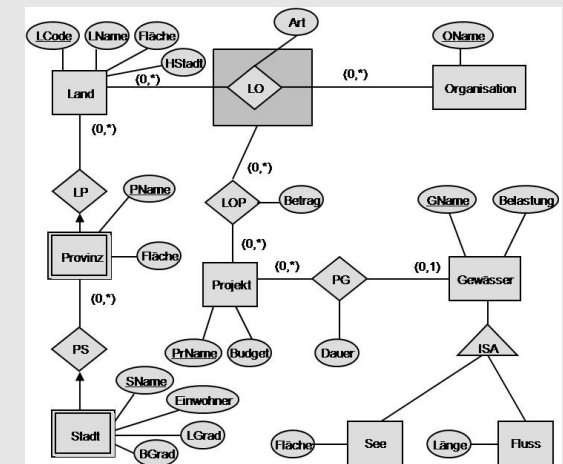 Art
LCode LName Fläche OName
HStadt
(0,*) (0,*)
Land LO Organisation
(0,*) (0,*)
LP PName LOP Betrag GName Belastung
Provinz Fläche (0,*)
(0,*) (0,*) (0,1)
Projekt PG Gewässer
PS PrName Budget Dauer ISA
SName
Einwohner
Stadt LGrad Fläche See Länge Fluss
BGrad